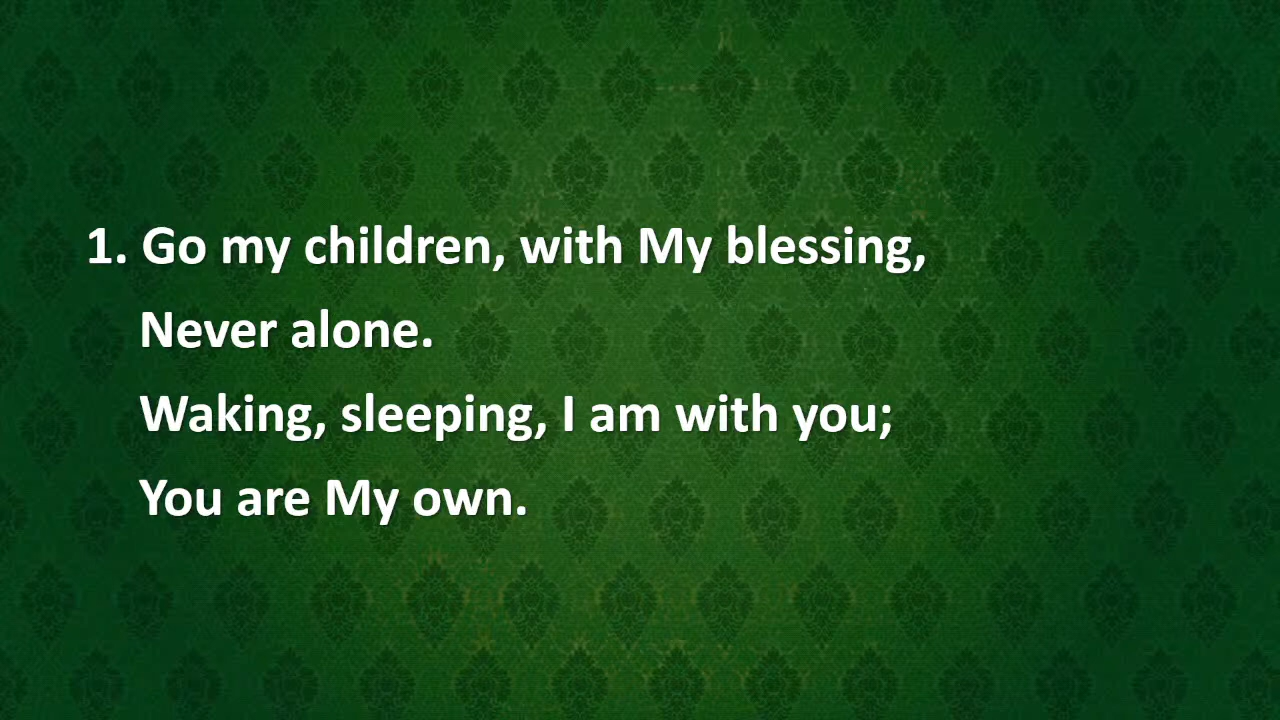 1. Go my children, with My blessing,
Never alone.
Waking, sleeping, I am with you;
You are My own.